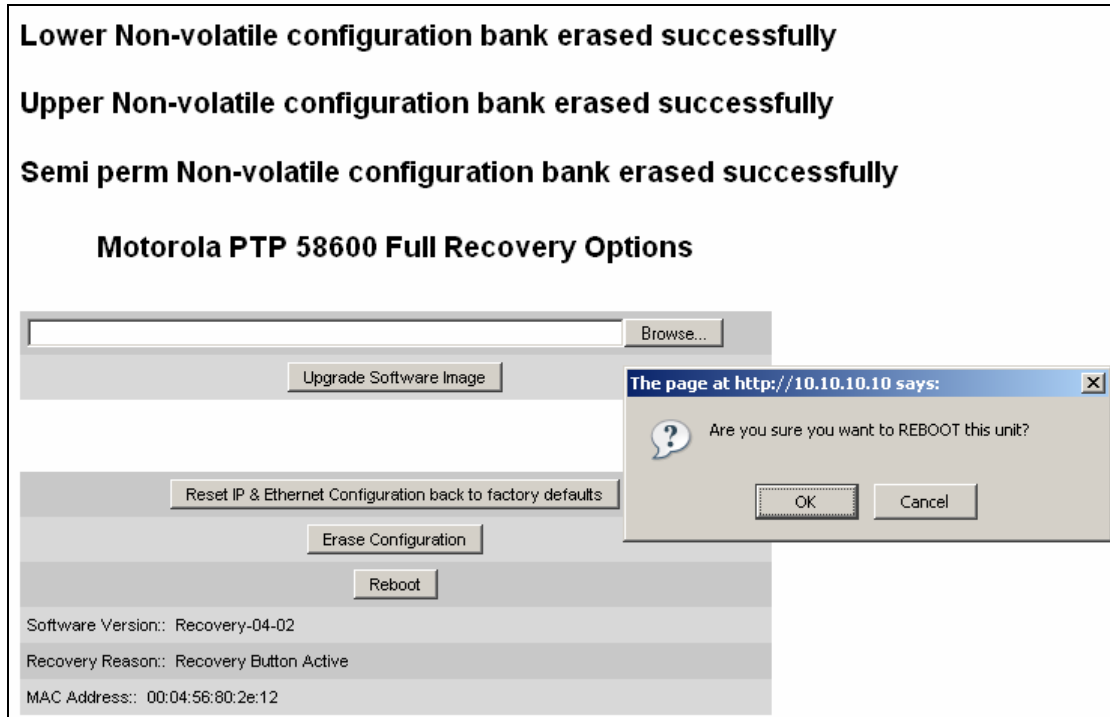 Lower Non-volatile configuration bank erased successfully
Upper Non-volatile configuration bank erased successfully
Semi perm Non-volatile configuration bank erased successfully
Motorola PTP 58600 Full Recovery Options
Browse...
Upgrade Software Image
The page at http://10.10.10.10 says:
Are you sure you want to REBOOT this unit?
OK Cancel
Reset IP & Ethernet Configuration back to factory defaults
Erase Configuration
Reboot
Software Version:: Recovery-04-02
Recovery Reason:: Recovery Button Active
MAC Address:: 00:04:56:80:2e:12